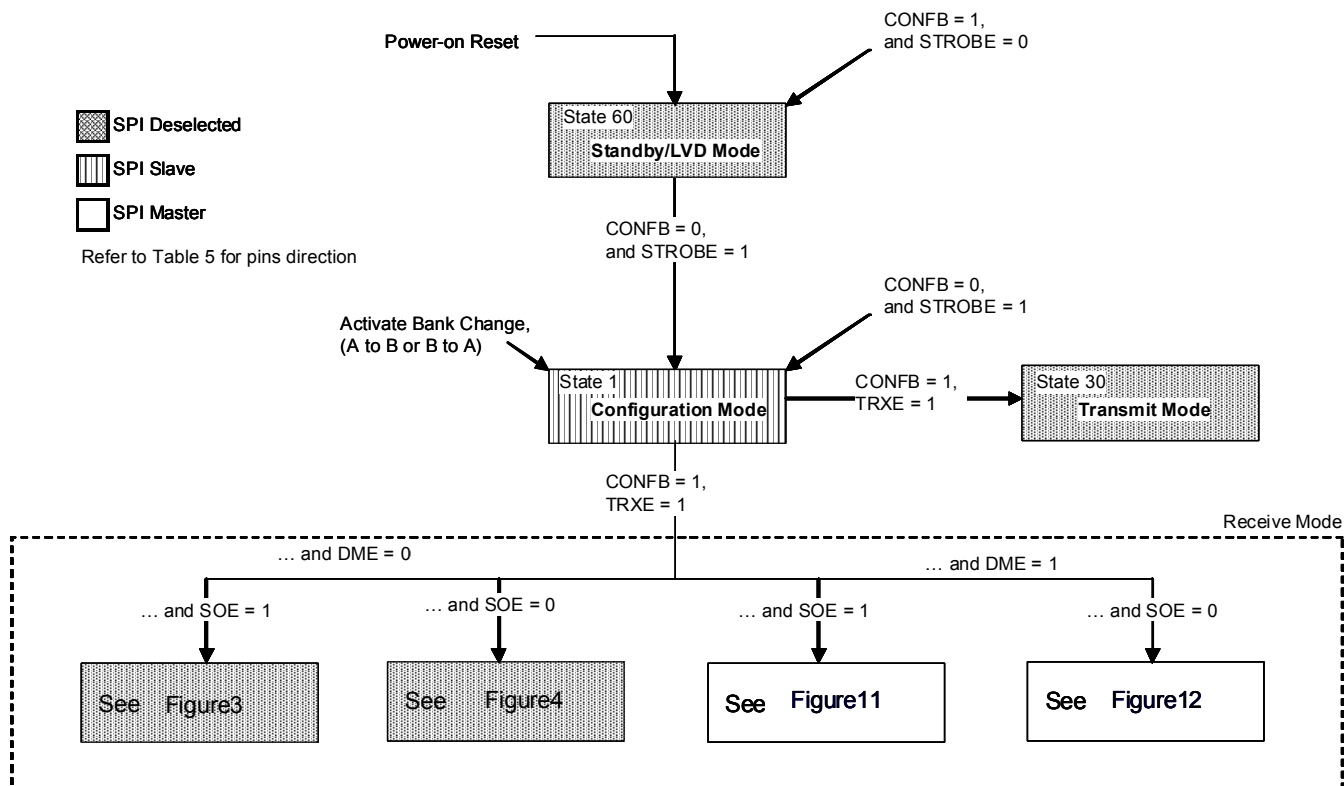 CONFB = 1,
and STROBE = 0
Power-on Reset
State 60
Standby/LVD Mode
SPI Deselected
SPI Slave
SPI Master
Refer to Table 5 for pins direction
CONFB = 0,
and STROBE = 1
CONFB = 0,
and STROBE = 1
Activate Bank Change,
(A to B or B to A)
State 1
Configuration Mode
CONFB = 1,
TRXE = 1
State 30
Transmit Mode
CONFB = 1,
TRXE = 1
Receive Mode
… and DME = 0
… and DME = 1
… and SOE = 1
… and SOE = 0
… and SOE = 1
… and SOE = 0
See Figure3
See Figure4
See Figure11
See Figure12